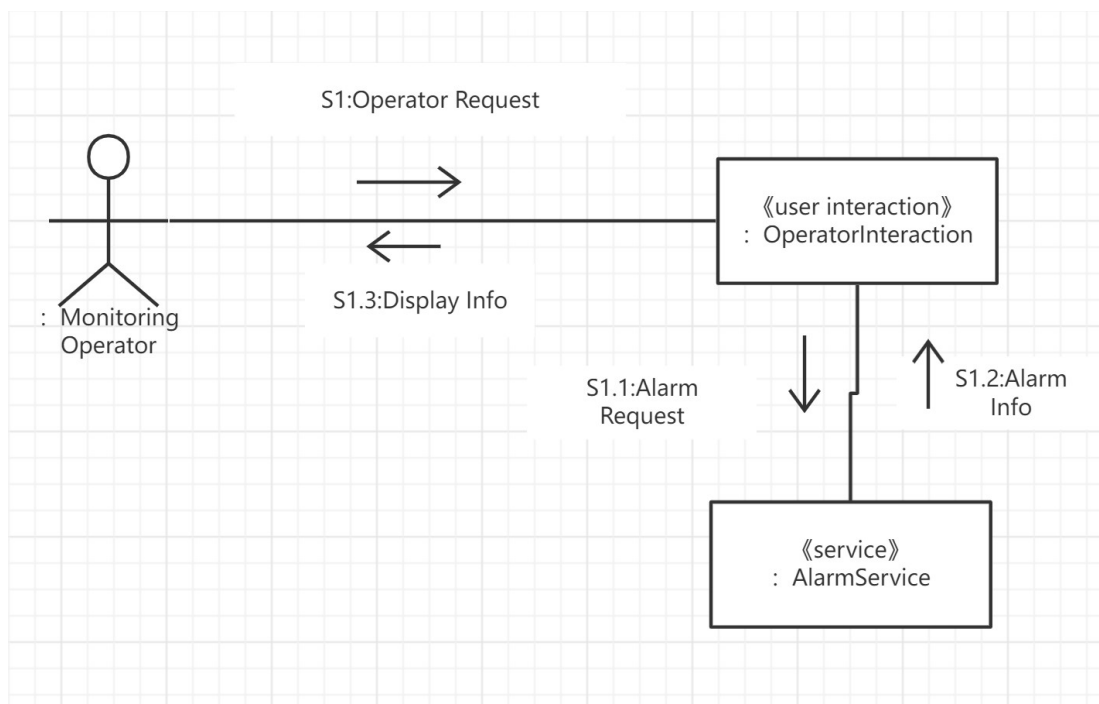 S1:Operator Request
《user interaction》
: OperatorInteraction
S1.3:Display Info
: Monitoring
Operator
S1.1:Alarm
Request
S1.2:Alarm
Info
《service》
: AlarmService